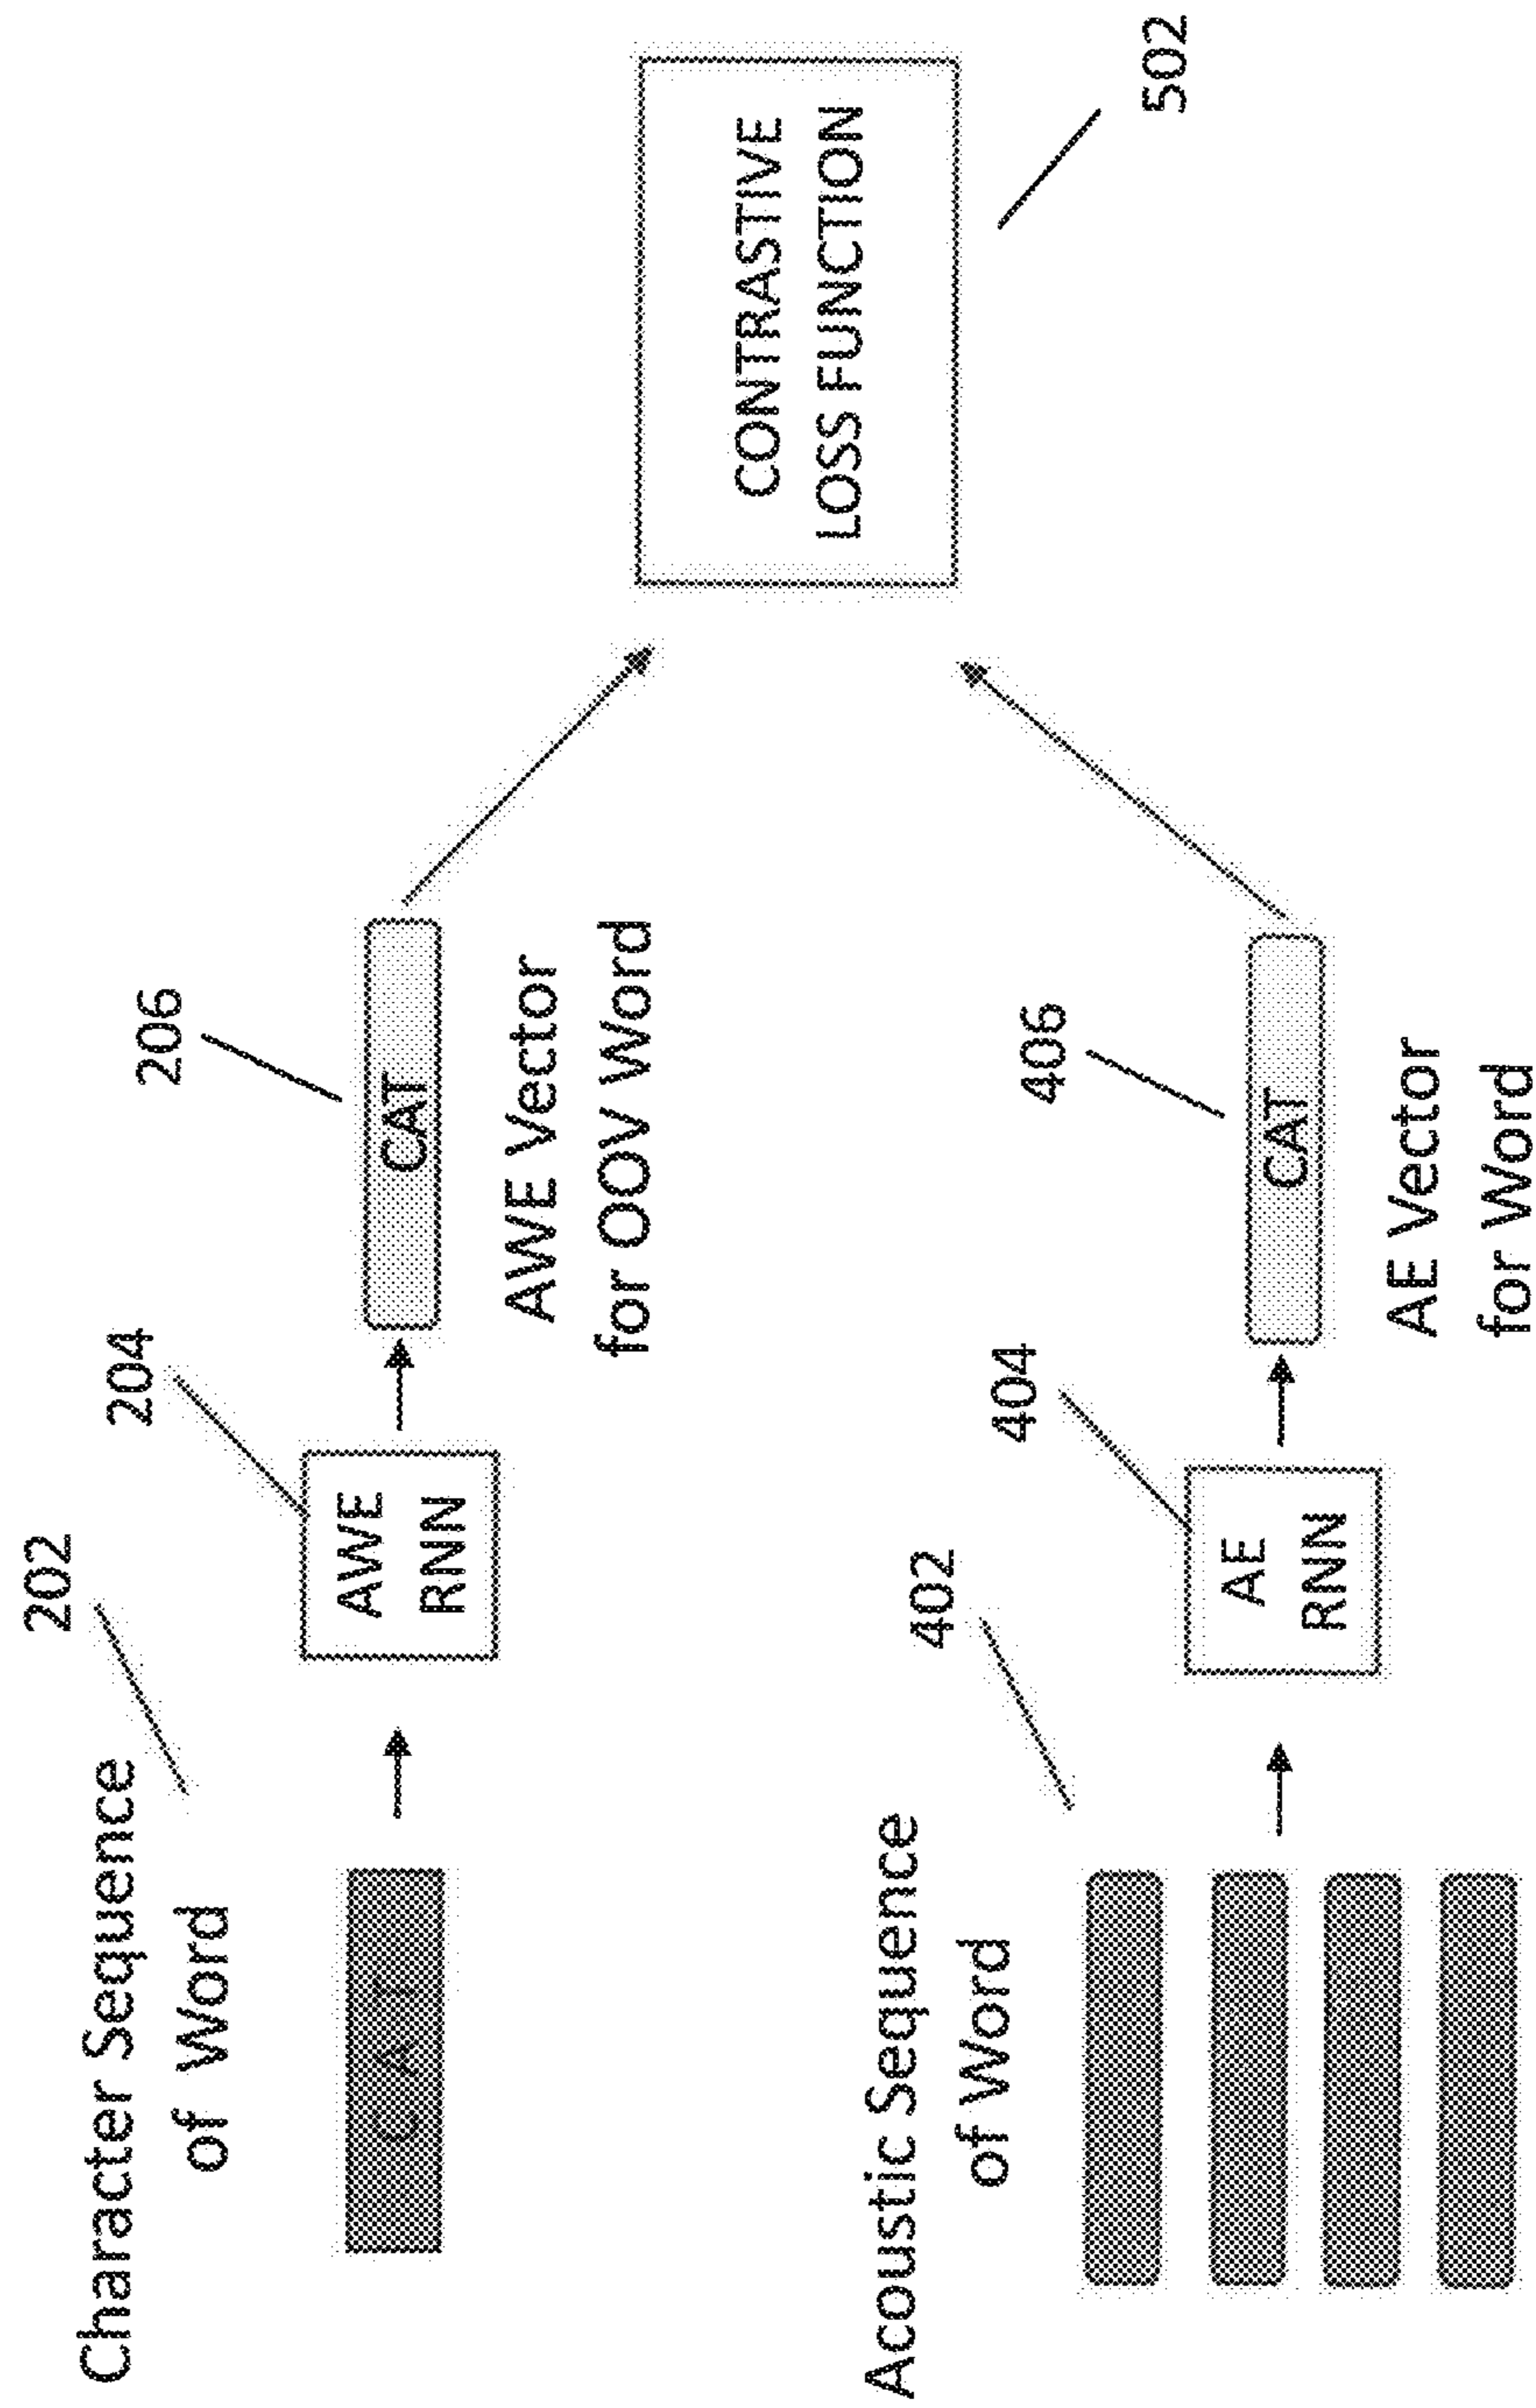 Character Sequence
of Word
202
C A T
204
AWE
RNN
206
CAT
AWE Vector
for OOV Word
Acoustic Sequence
of Word
402
404
AE
RNN
406
CAT
AE Vector
for Word
CONTRASTIVE
LOSS FUNCTION
502